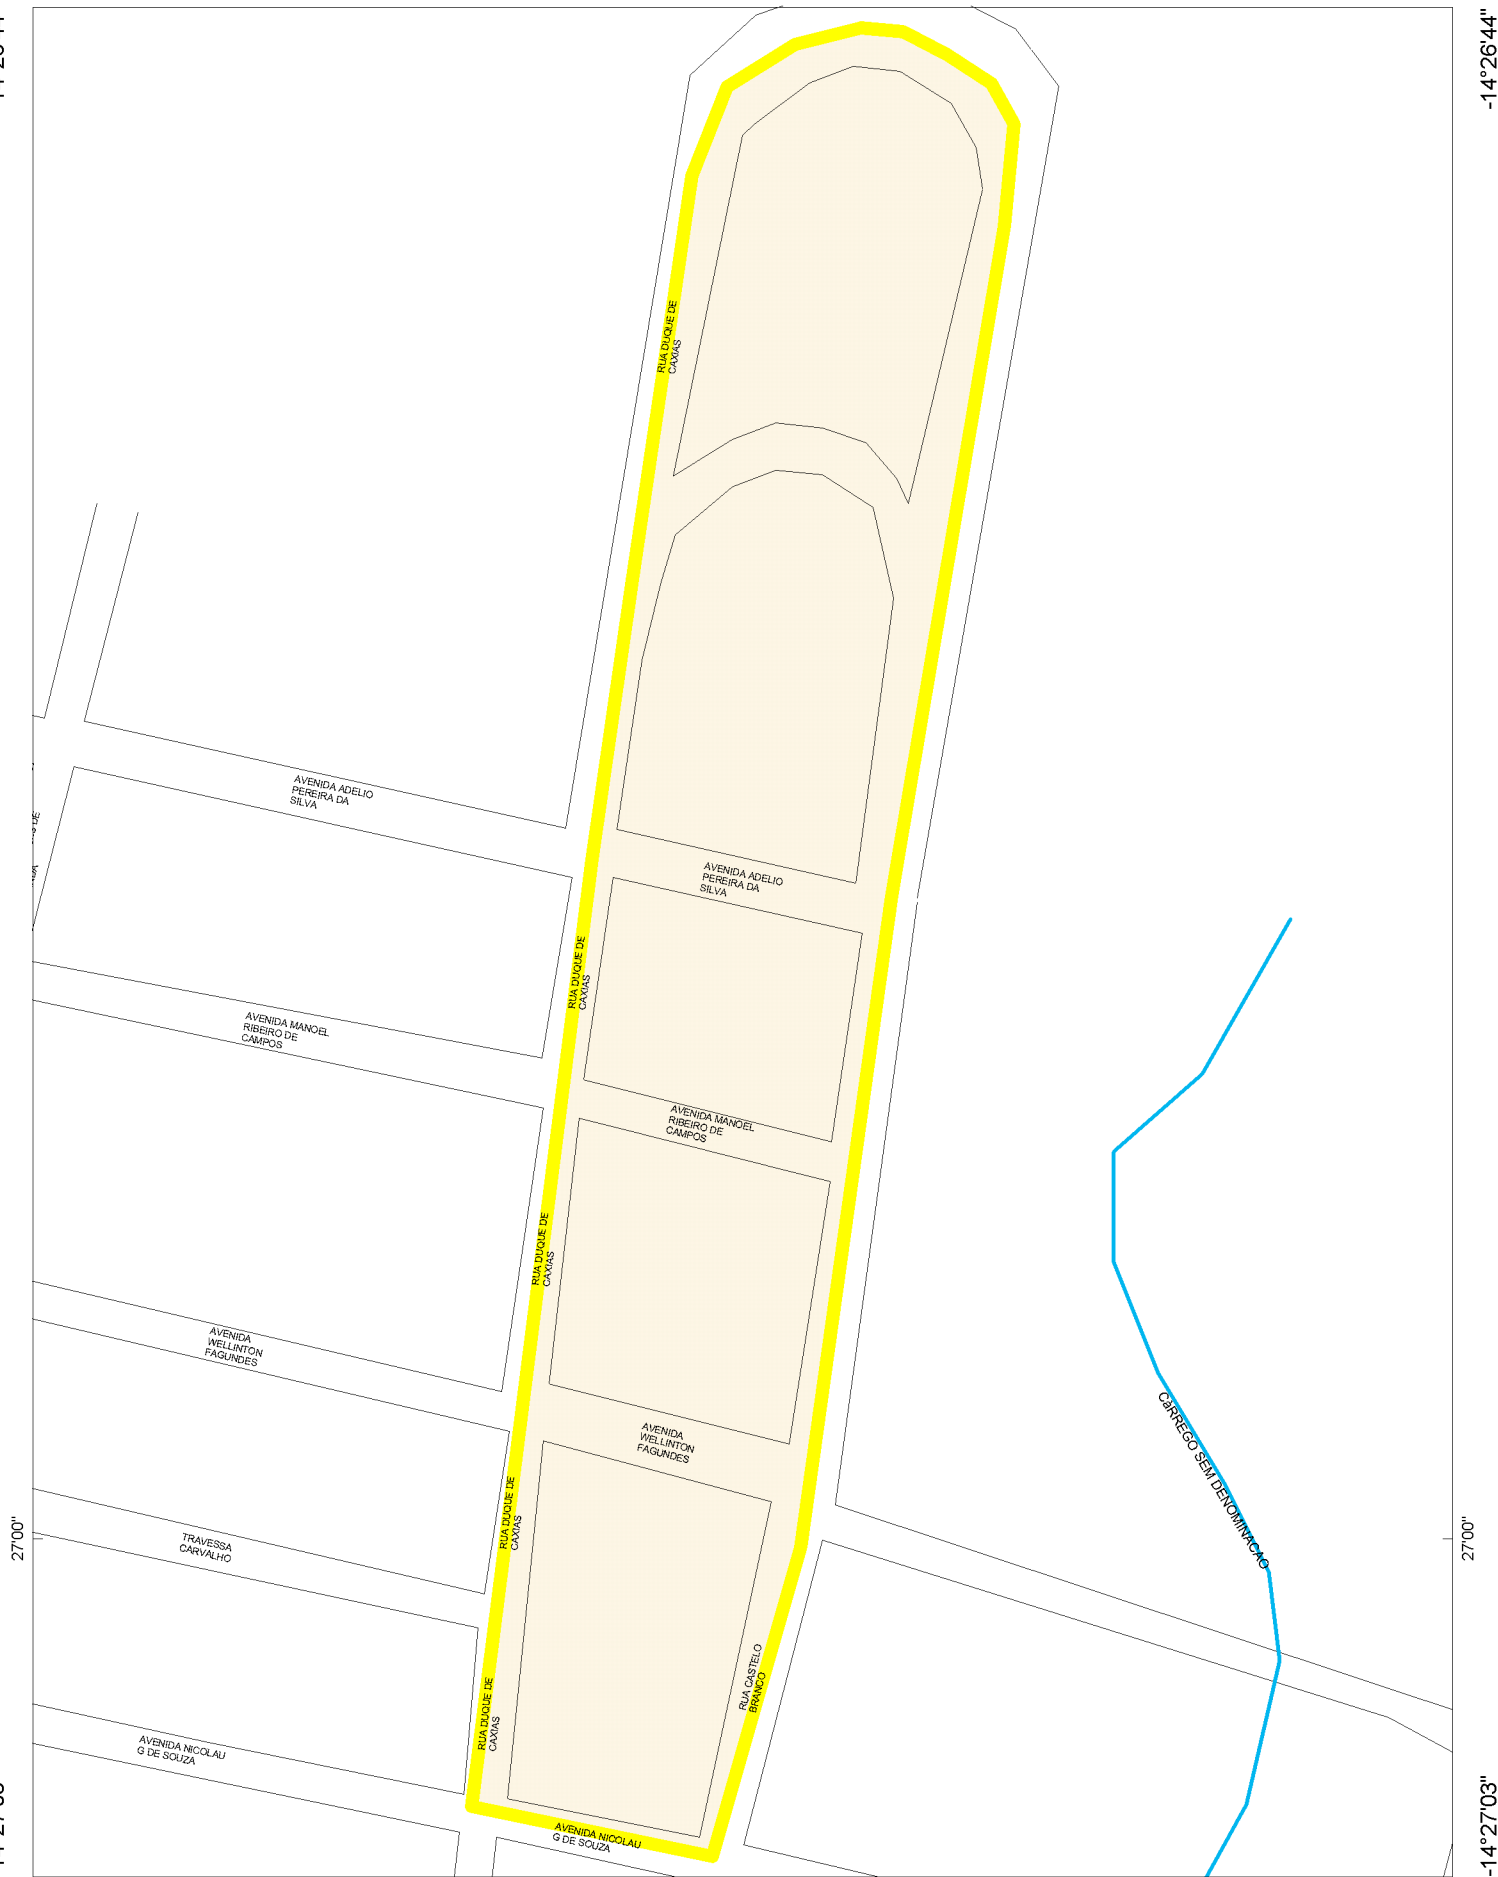 -14°26'44"
RUA DUQUE DE
CAXIAS
AVENIDA ADELIO
PEREIRA DA
SILVA
AVENIDA ADELIO
PEREIRA DA
SILVA
RUA DUQUE DE
CAXIAS
AVENIDA MANOEL
RIBEIRO DE
CAMPOS
AVENIDA MANOEL
RIBEIRO DE
CAMPOS
RUA DUQUE DE
CAXIAS
AVENIDA
WELLINTON
FAGUNDES
AVENIDA
WELLINTON
FAGUNDES
CàRREGO SEM DENOMINACAO
RUA DUQUE DE
CAXIAS
27'00"
27'00"
TRAVESSA
CARVALHO
RUA CASTELO
BRANCO
RUA DUQUE DE
CAXIAS
AVENIDA NICOLAU
G DE SOUZA
AVENIDA NICOLAU
G DE SOUZA
-14°27'03"